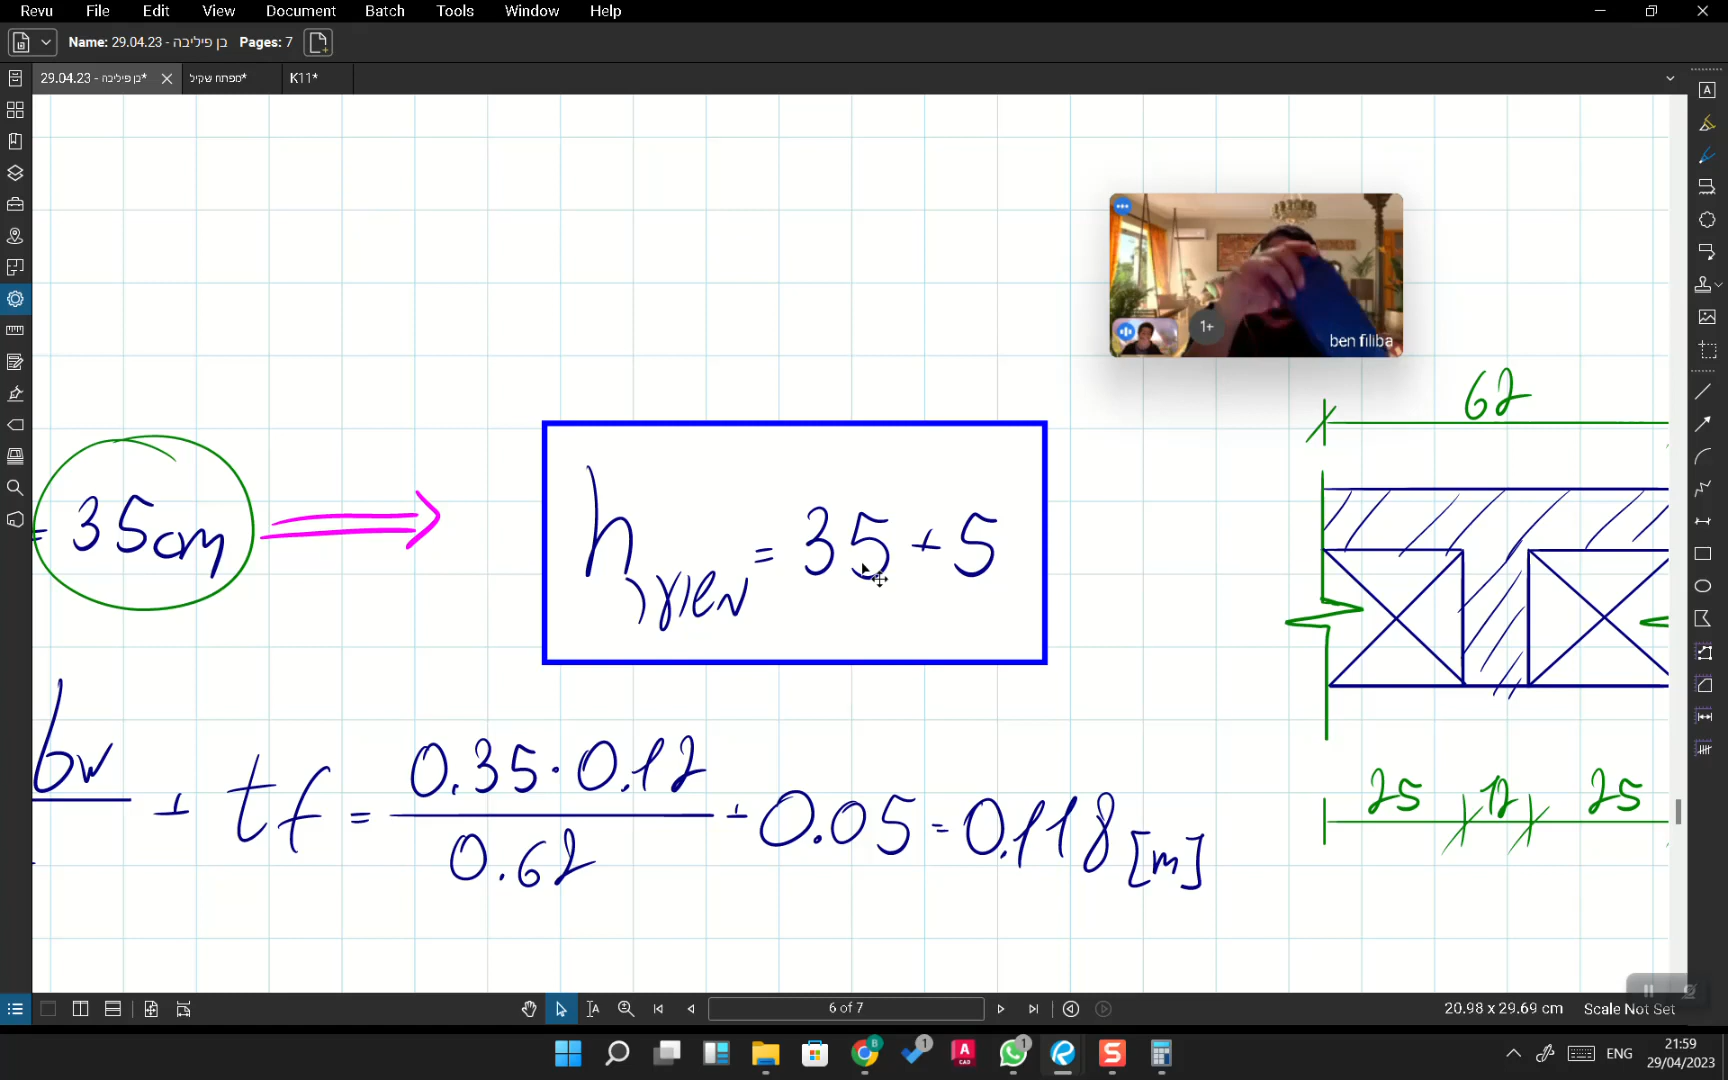 Revu File Edit View Document Batch Tools Window Help
Name: 29.04.23 - בן פיליבה Pages: 7
29.04.23 - בן פיליבה* מפתח שקיל* K11*
1+
ben filiba
62
= 35cm
h = 35+5
bw
+ tf = 0.35·0.12
0.62
+ 0.05 = 0.118 [m]
25 12 25
6 of 7
20.98 x 29.69 cm Scale Not Set
ENG
21:59
29/04/2023